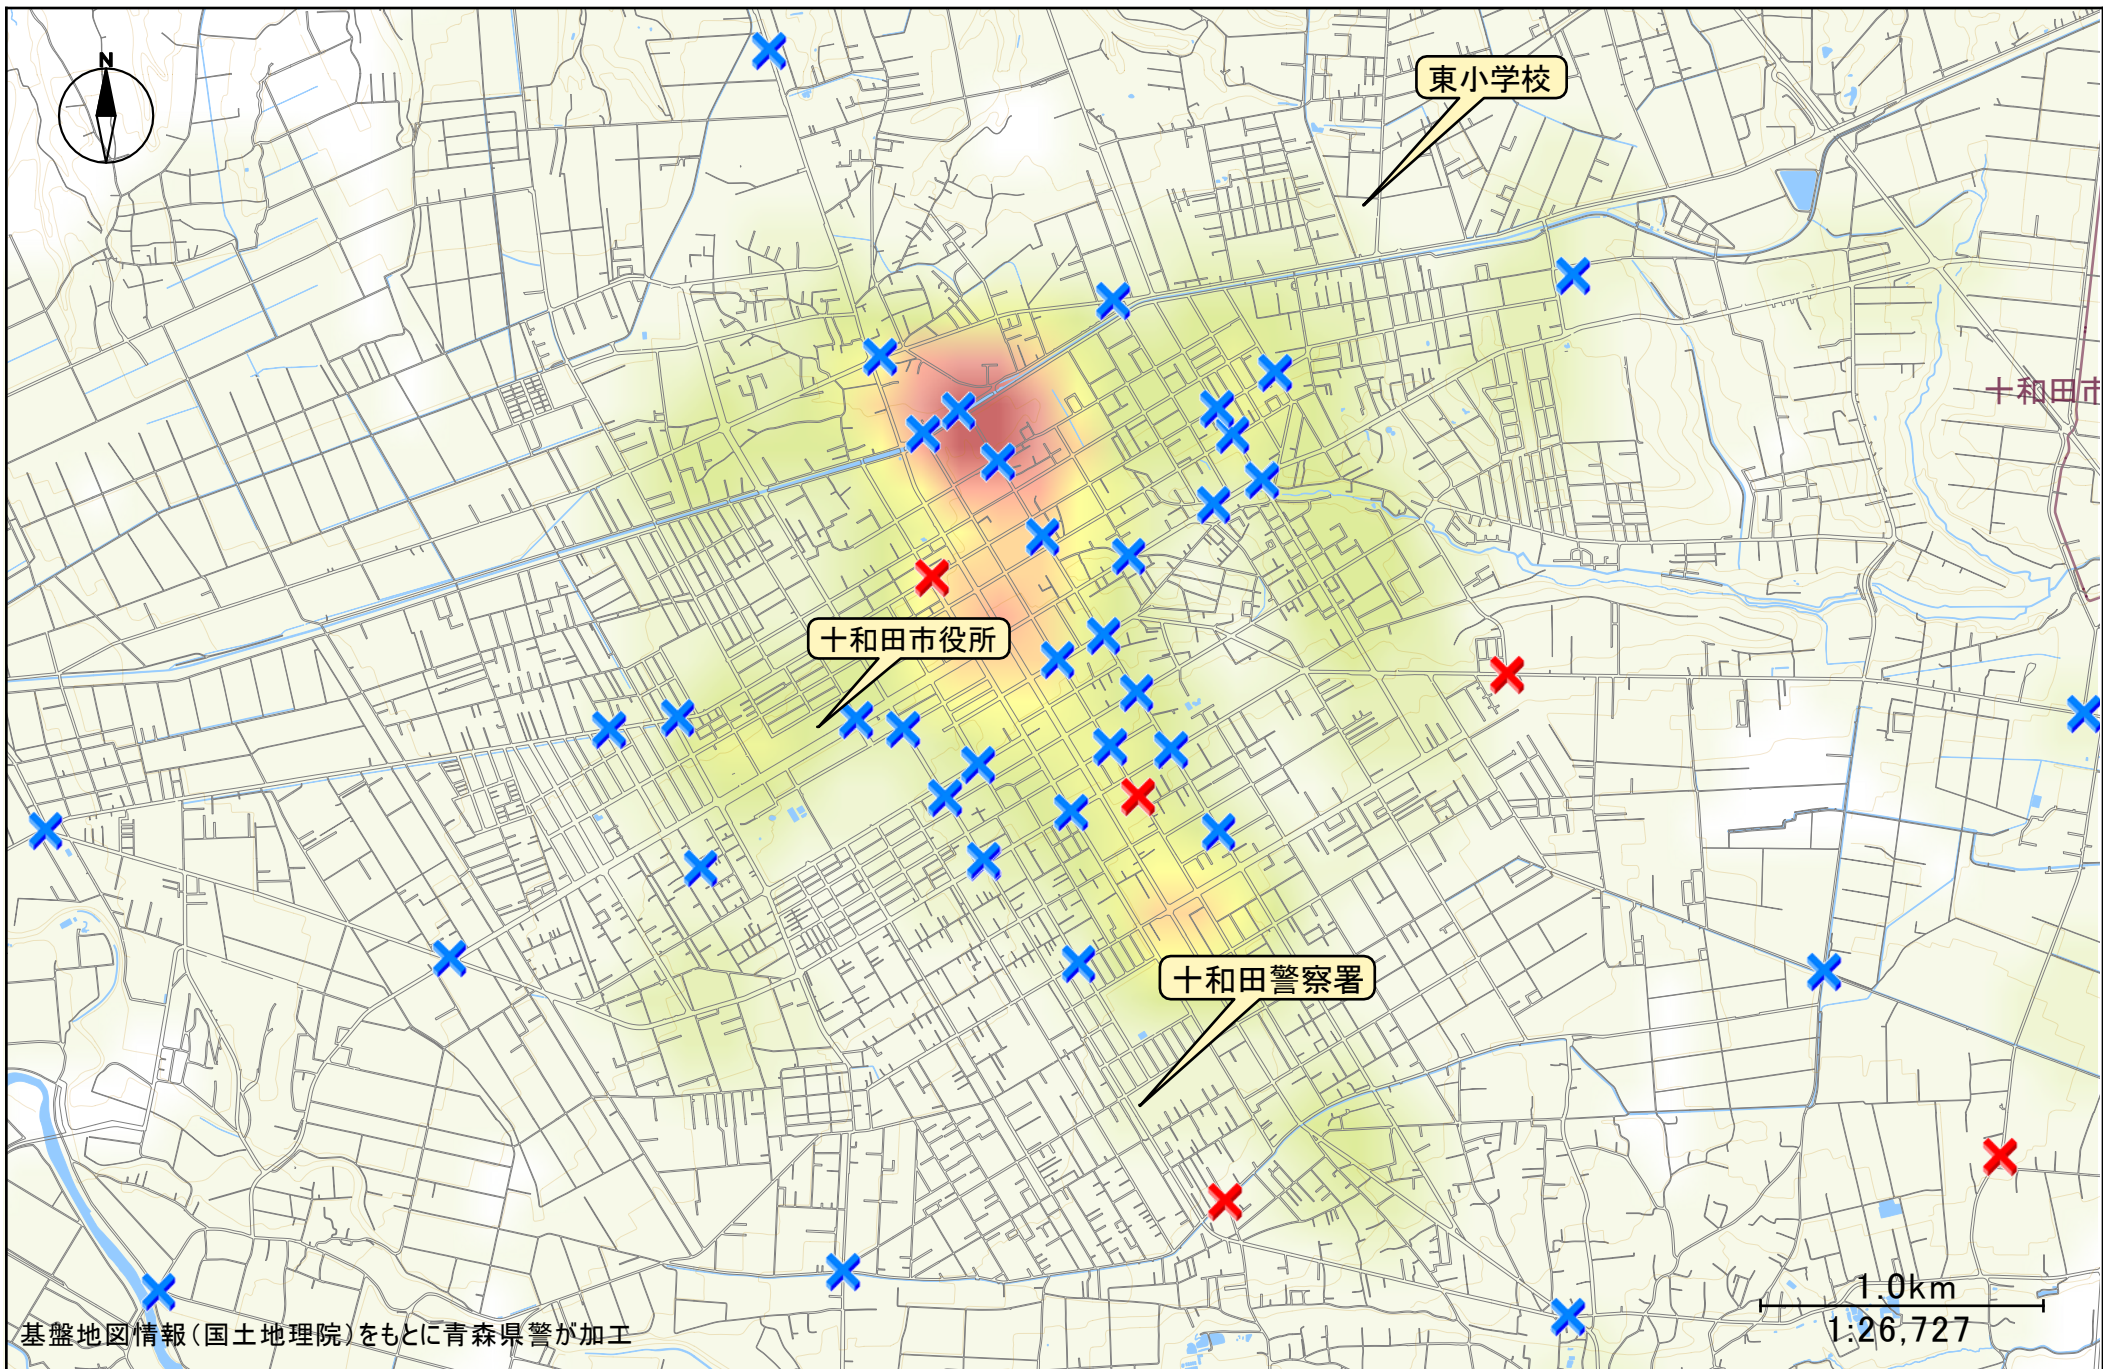 N
東小学校
十和田市
十和田市役所
十和田警察署
1.0km
1:26,727
基盤地図情報(国土地理院)をもとに青森県警が加工